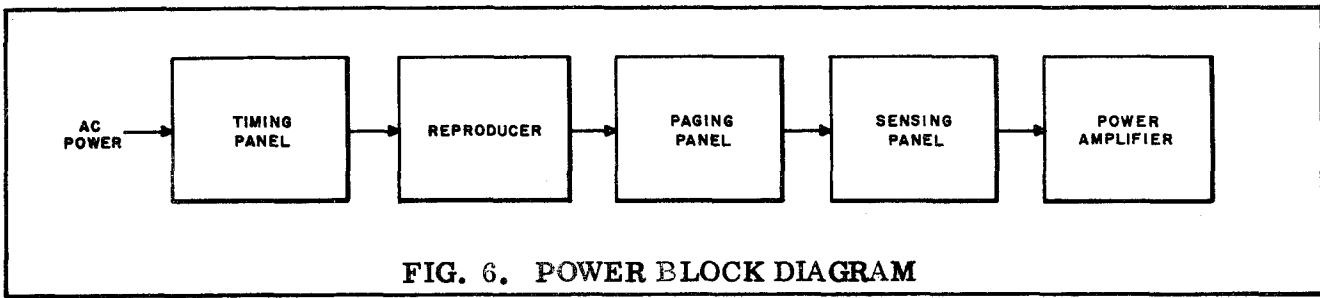 AC
POWER
TIMING
PANEL
REPRODUCER
PAGING
PANEL
SENSING
PANEL
POWER
AMPLIFIER
FIG. 6. POWER BLOCK DIAGRAM